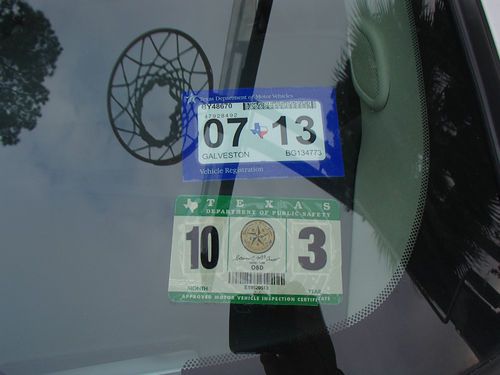 Texas Department of Motor Vehicles
07 13
GALVESTON BG134773
Vehicle Registration
TEXAS
DEPARTMENT OF PUBLIC SAFETY
10 3
OBD
MONTH YEAR
APPROVED MOTOR VEHICLE INSPECTION CERTIFICATE